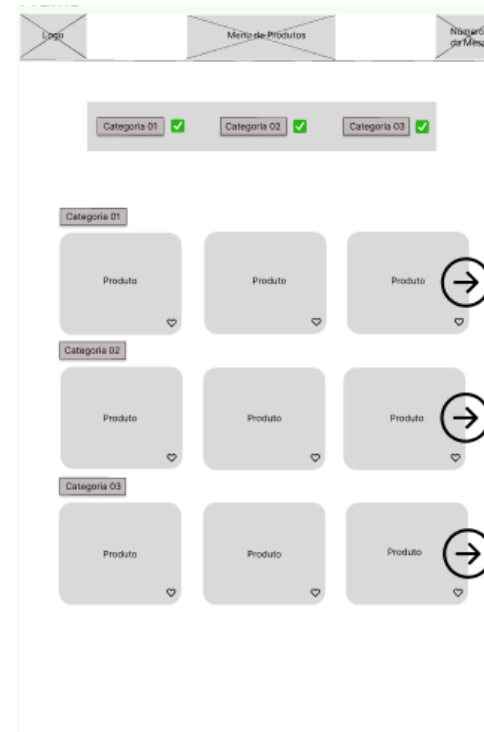 Logo
Menu de Produtos
Número
da Mesa
Categoria 01
Categoria 02
Categoria 03
Categoria 01
Produto
Produto
Produto
Categoria 02
Produto
Produto
Produto
Categoria 03
Produto
Produto
Produto